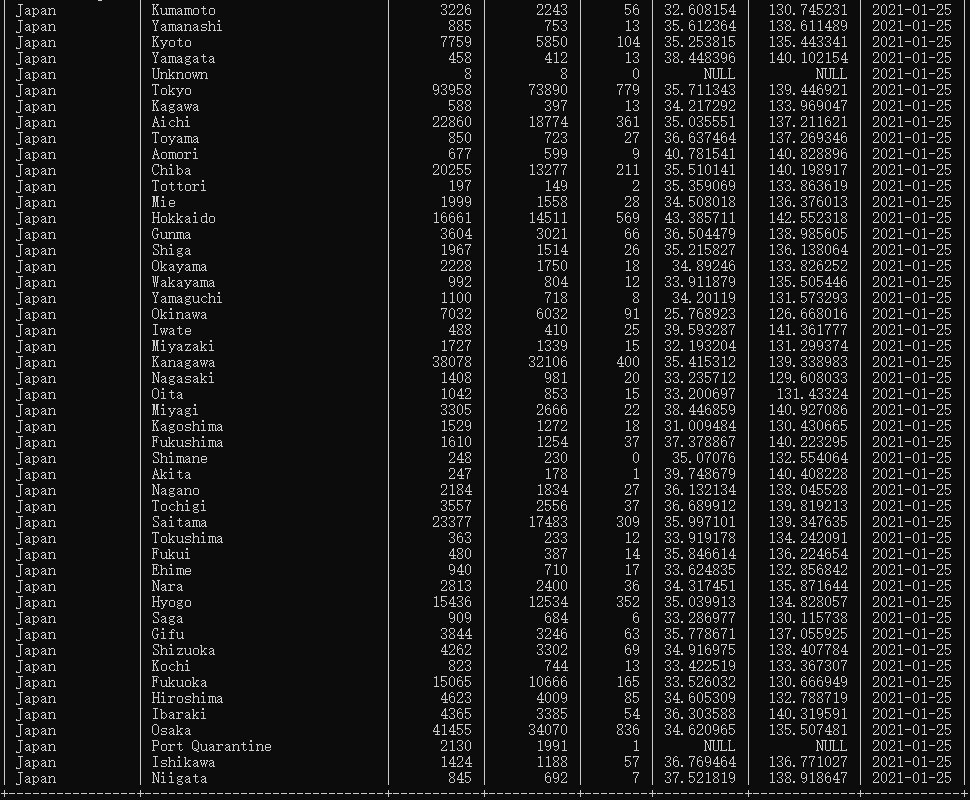 Japan Kumamoto 3226 2243 56 32.608154 130.745231 2021-01-25
Japan Yamanashi 885 753 13 35.612364 138.611489 2021-01-25
Japan Kyoto 7759 5850 104 35.253815 135.443341 2021-01-25
Japan Yamagata 458 412 13 38.448396 140.102154 2021-01-25
Japan Unknown 8 8 0 NULL NULL 2021-01-25
Japan Tokyo 93958 73890 779 35.711343 139.446921 2021-01-25
Japan Kagawa 588 397 13 34.217292 133.969047 2021-01-25
Japan Aichi 22860 18774 361 35.035551 137.211621 2021-01-25
Japan Toyama 850 723 27 36.637464 137.269346 2021-01-25
Japan Aomori 677 599 9 40.781541 140.828896 2021-01-25
Japan Chiba 20255 13277 211 35.510141 140.198917 2021-01-25
Japan Tottori 197 149 2 35.359069 133.863619 2021-01-25
Japan Mie 1999 1558 28 34.508018 136.376013 2021-01-25
Japan Hokkaido 16661 14511 569 43.385711 142.552318 2021-01-25
Japan Gunma 3604 3021 66 36.504479 138.985605 2021-01-25
Japan Shiga 1967 1514 26 35.215827 136.138064 2021-01-25
Japan Okayama 2228 1750 18 34.89246 133.826252 2021-01-25
Japan Wakayama 992 804 12 33.911879 135.505446 2021-01-25
Japan Yamaguchi 1100 718 8 34.20119 131.573293 2021-01-25
Japan Okinawa 7032 6032 91 25.768923 126.668016 2021-01-25
Japan Iwate 488 410 25 39.593287 141.361777 2021-01-25
Japan Miyazaki 1727 1339 15 32.193204 131.299374 2021-01-25
Japan Kanagawa 38078 32106 400 35.415312 139.338983 2021-01-25
Japan Nagasaki 1408 981 20 33.235712 129.608033 2021-01-25
Japan Oita 1042 853 15 33.200697 131.43324 2021-01-25
Japan Miyagi 3305 2666 22 38.446859 140.927086 2021-01-25
Japan Kagoshima 1529 1272 18 31.009484 130.430665 2021-01-25
Japan Fukushima 1610 1254 37 37.378867 140.223295 2021-01-25
Japan Shimane 248 230 0 35.07076 132.554064 2021-01-25
Japan Akita 247 178 1 39.748679 140.408228 2021-01-25
Japan Nagano 2184 1834 27 36.132134 138.045528 2021-01-25
Japan Tochigi 3557 2556 37 36.689912 139.819213 2021-01-25
Japan Saitama 23377 17483 309 35.997101 139.347635 2021-01-25
Japan Tokushima 363 233 12 33.919178 134.242091 2021-01-25
Japan Fukui 480 387 14 35.846614 136.224654 2021-01-25
Japan Ehime 940 710 17 33.624835 132.856842 2021-01-25
Japan Nara 2813 2400 36 34.317451 135.871644 2021-01-25
Japan Hyogo 15436 12534 352 35.039913 134.828057 2021-01-25
Japan Saga 909 684 6 33.286977 130.115738 2021-01-25
Japan Gifu 3844 3246 63 35.778671 137.055925 2021-01-25
Japan Shizuoka 4262 3302 69 34.916975 138.407784 2021-01-25
Japan Kochi 823 744 13 33.422519 133.367307 2021-01-25
Japan Fukuoka 15065 10666 165 33.526032 130.666949 2021-01-25
Japan Hiroshima 4623 4009 85 34.605309 132.788719 2021-01-25
Japan Ibaraki 4365 3385 54 36.303588 140.319591 2021-01-25
Japan Osaka 41455 34070 836 34.620965 135.507481 2021-01-25
Japan Port Quarantine 2130 1991 1 NULL NULL 2021-01-25
Japan Ishikawa 1424 1188 57 36.769464 136.771027 2021-01-25
Japan Niigata 845 692 7 37.521819 138.918647 2021-01-25